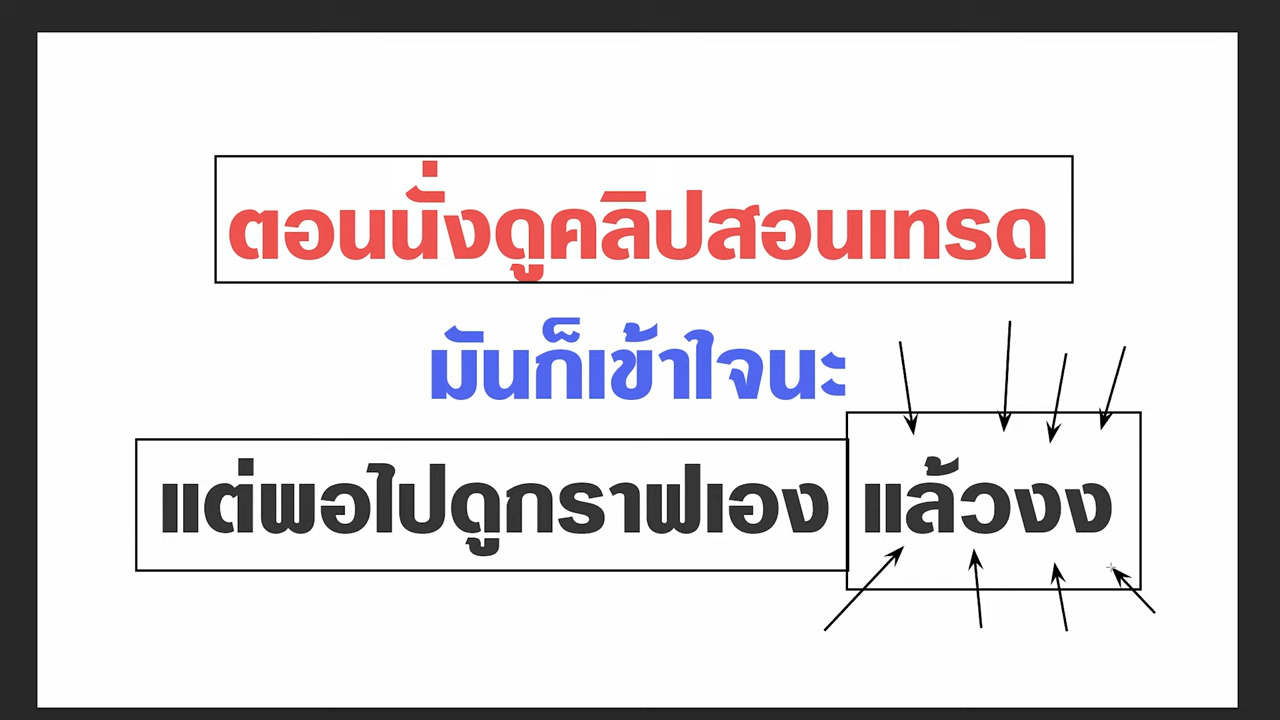 ตอนนั่งดูคลิปสอนเทรด
มันก็เข้าใจนะ
แต่พอไปดูกราฟเอง แล้วงง